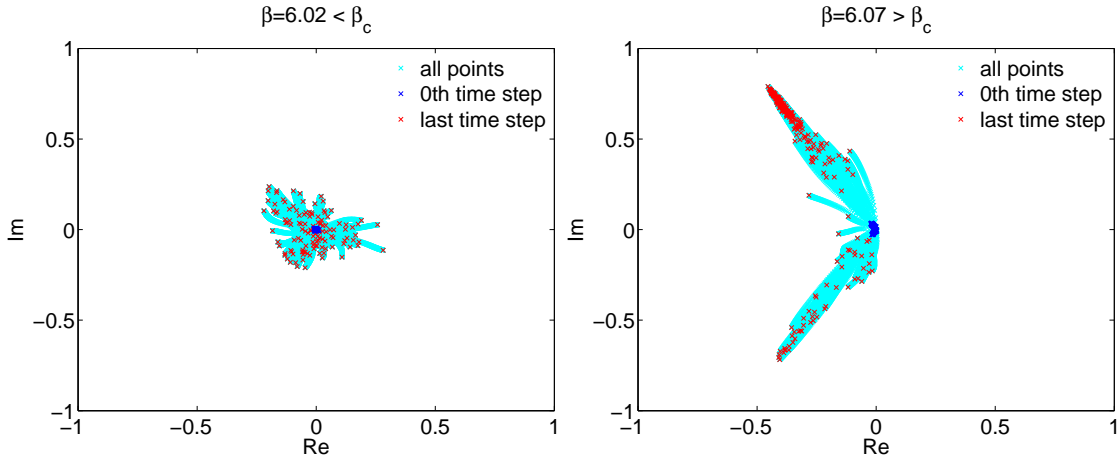 β=6.02 < β_c
1
0.5
0
−0.5
−1
−1
−0.5
0
0.5
1
Im
Re
all points
0th time step
last time step
β=6.07 > β_c
1
0.5
0
−0.5
−1
−1
−0.5
0
0.5
1
Im
Re
all points
0th time step
last time step